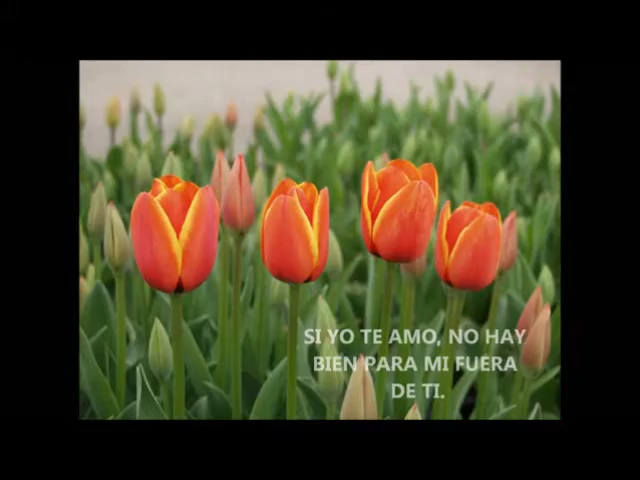 SI YO TE AMO, NO HAY
BIEN PARA MI FUERA
DE TI.